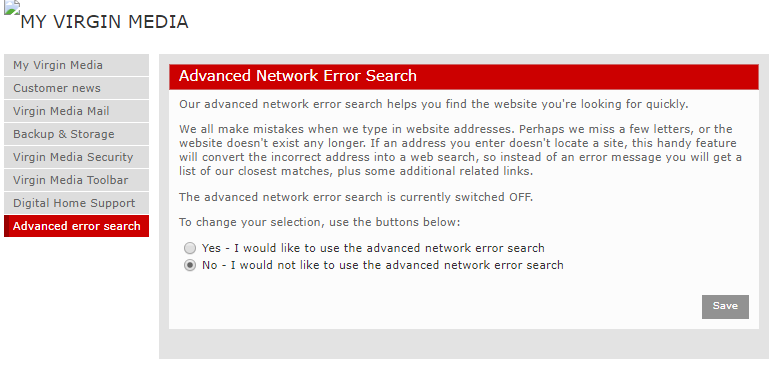 MY VIRGIN MEDIA
My Virgin Media
Customer news
Virgin Media Mail
Backup & Storage
Virgin Media Security
Virgin Media Toolbar
Digital Home Support
Advanced error search
Advanced Network Error Search
Our advanced network error search helps you find the website you're looking for quickly.
We all make mistakes when we type in website addresses. Perhaps we miss a few letters, or the
website doesn't exist any longer. If an address you enter doesn't locate a site, this handy feature
will convert the incorrect address into a web search, so instead of an error message you will get a
list of our closest matches, plus some additional related links.
The advanced network error search is currently switched OFF.
To change your selection, use the buttons below:
Yes - I would like to use the advanced network error search
No - I would not like to use the advanced network error search
Save